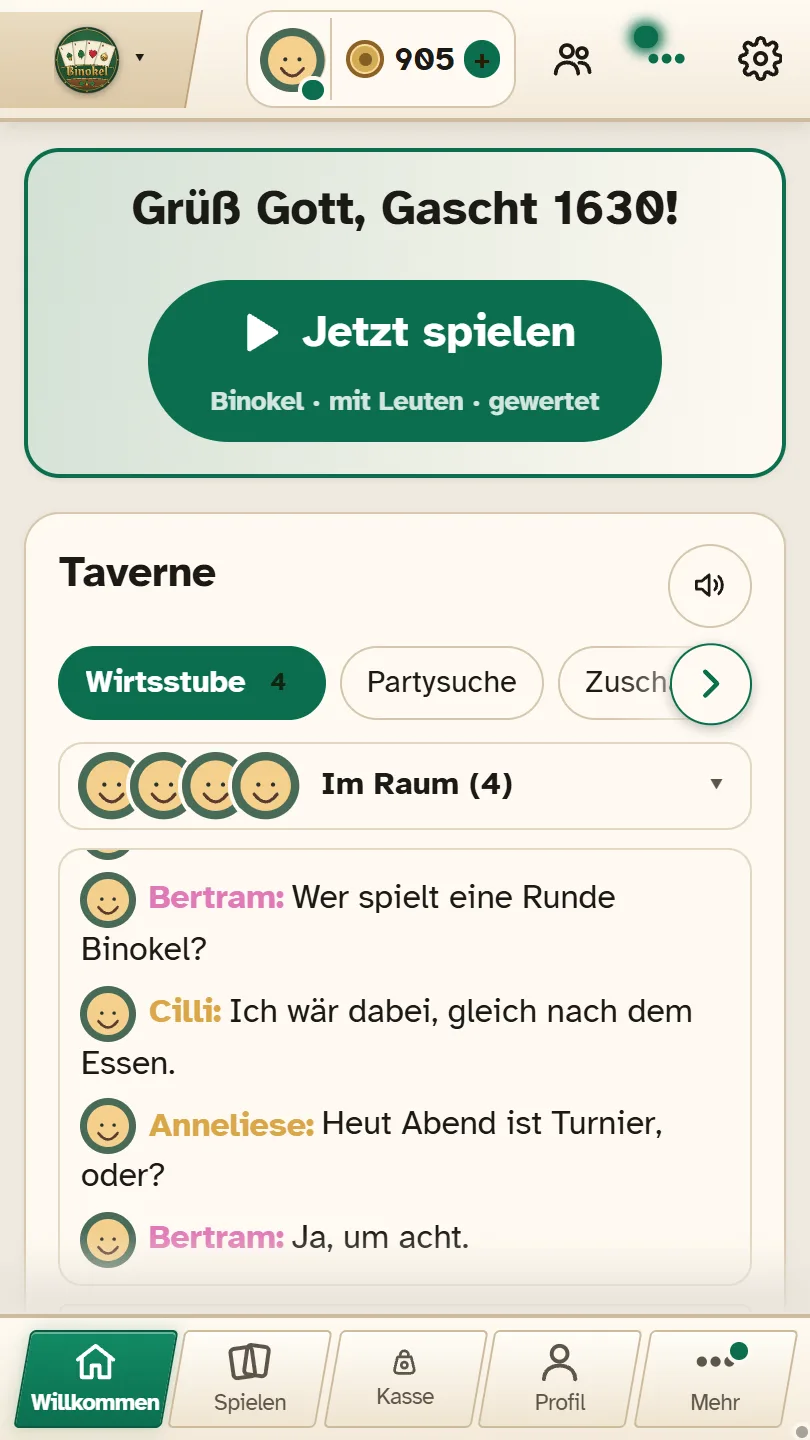 Binokel
905
Grüß Gott, Gascht 1630!
Jetzt spielen
Binokel · mit Leuten · gewertet
Taverne
Wirtsstube 4
Partysuche
Zusch
Im Raum (4)
Bertram: Wer spielt eine Runde
Binokel?
Cilli: Ich wär dabei, gleich nach dem
Essen.
Anneliese: Heut Abend ist Turnier,
oder?
Bertram: Ja, um acht.
Willkommen
Spielen
Kasse
Profil
Mehr